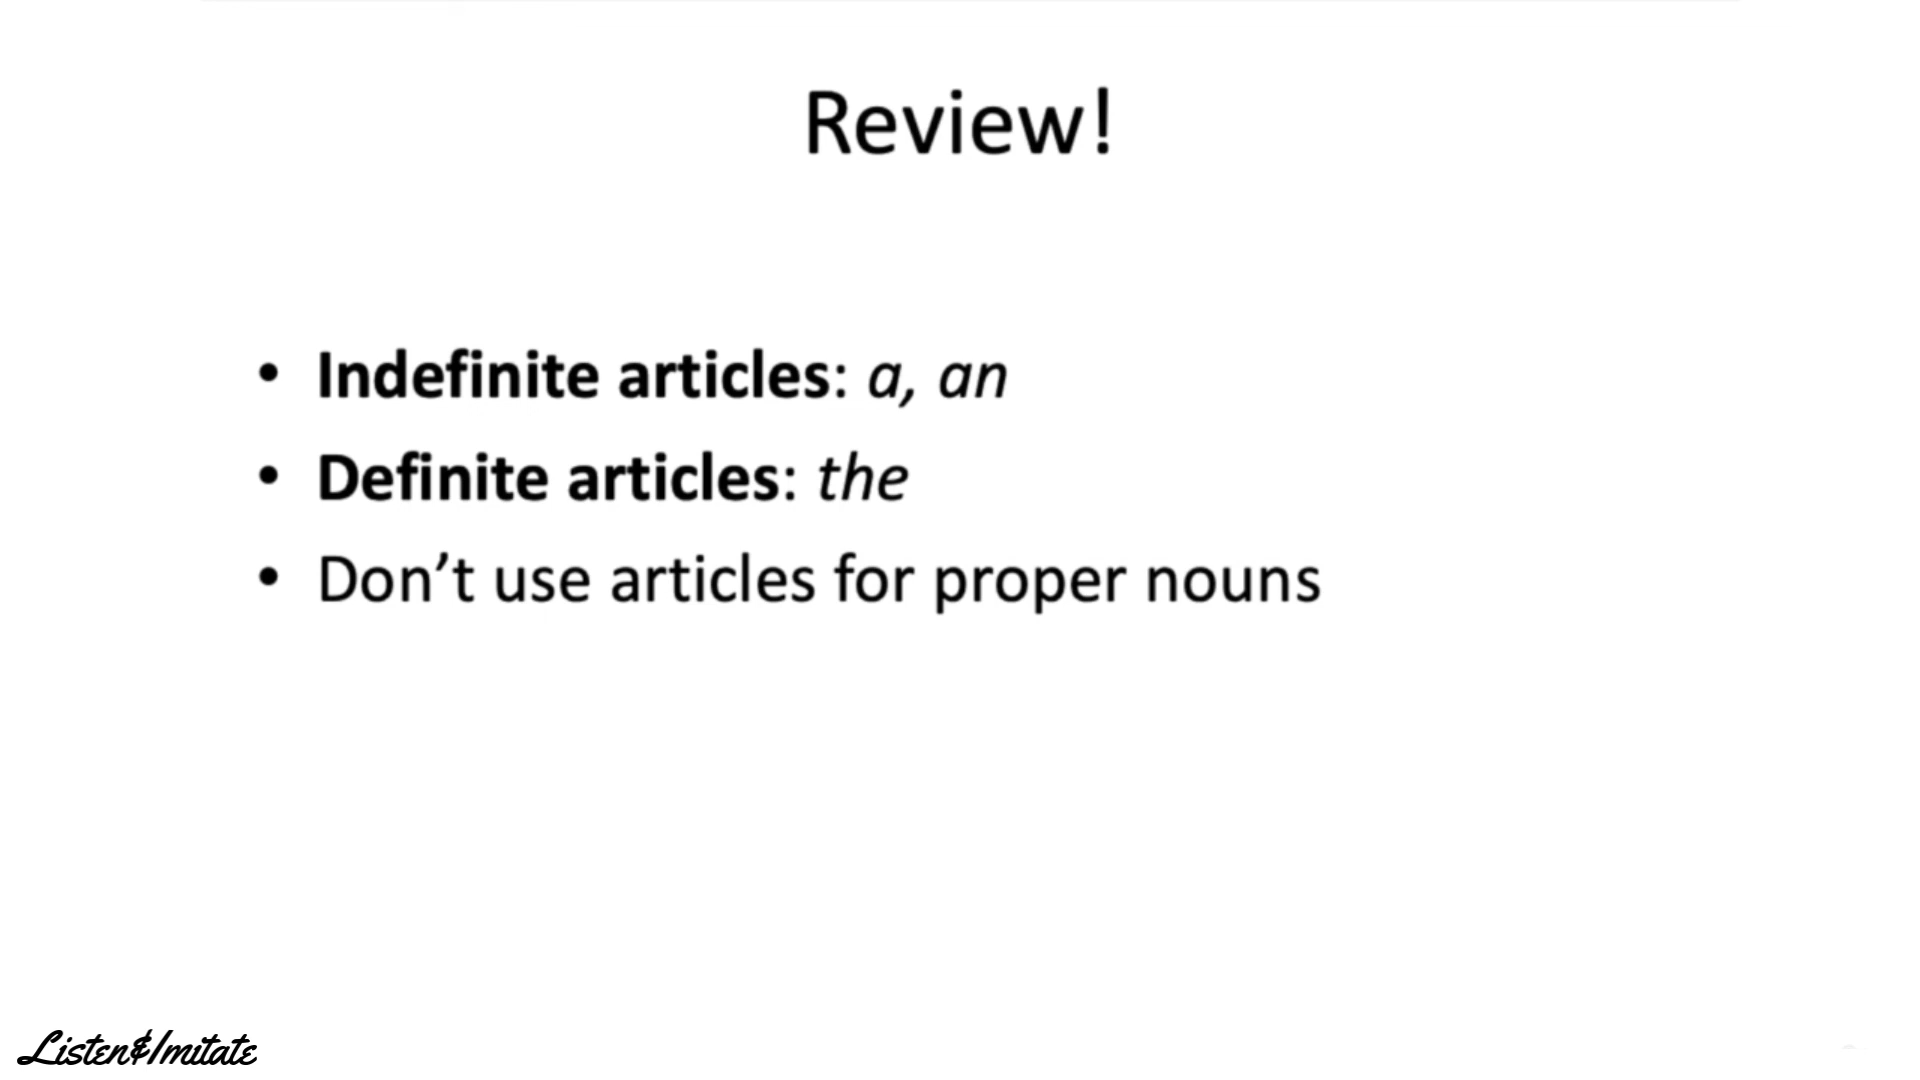 Review!
• Indefinite articles: a, an
• Definite articles: the
• Don’t use articles for proper nouns
Listen&Imitate